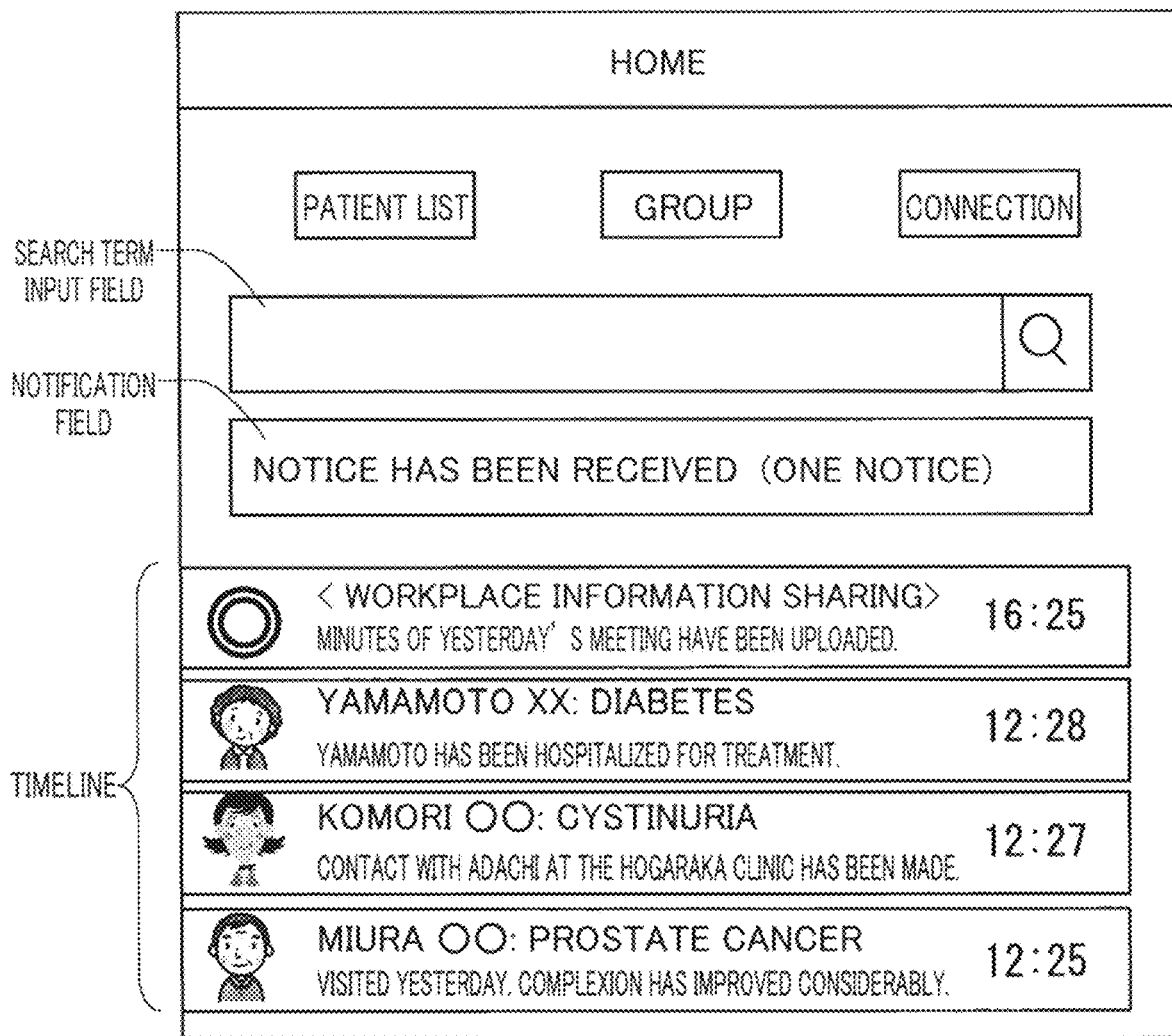 HOME
PATIENT LIST
GROUP
CONNECTION
SEARCH TERM
INPUT FIELD
NOTIFICATION
FIELD
NOTICE HAS BEEN RECEIVED (ONE NOTICE)
TIMELINE
< WORKPLACE INFORMATION SHARING>
MINUTES OF YESTERDAY'S MEETING HAVE BEEN UPLOADED.
16:25
YAMAMOTO XX: DIABETES
YAMAMOTO HAS BEEN HOSPITALIZED FOR TREATMENT.
12:28
KOMORI ○○: CYSTINURIA
CONTACT WITH ADACHI AT THE HOGARAKA CLINIC HAS BEEN MADE.
12:27
MIURA ○○: PROSTATE CANCER
VISITED YESTERDAY. COMPLEXION HAS IMPROVED CONSIDERABLY.
12:25